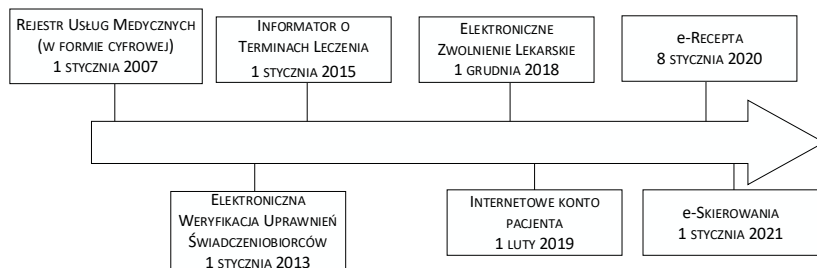 Rejestr Usług Medycznych
(w formie cyfrowej)
1 stycznia 2007
Informator o
Terminach Leczenia
1 stycznia 2015
Elektroniczne
Zwolnienie Lekarskie
1 grudnia 2018
e-Recepta
8 stycznia 2020
Elektroniczna
Weryfikacja Uprawnień
Świadczeniobiorców
1 stycznia 2013
Internetowe konto
pacjenta
1 luty 2019
e-Skierowania
1 stycznia 2021